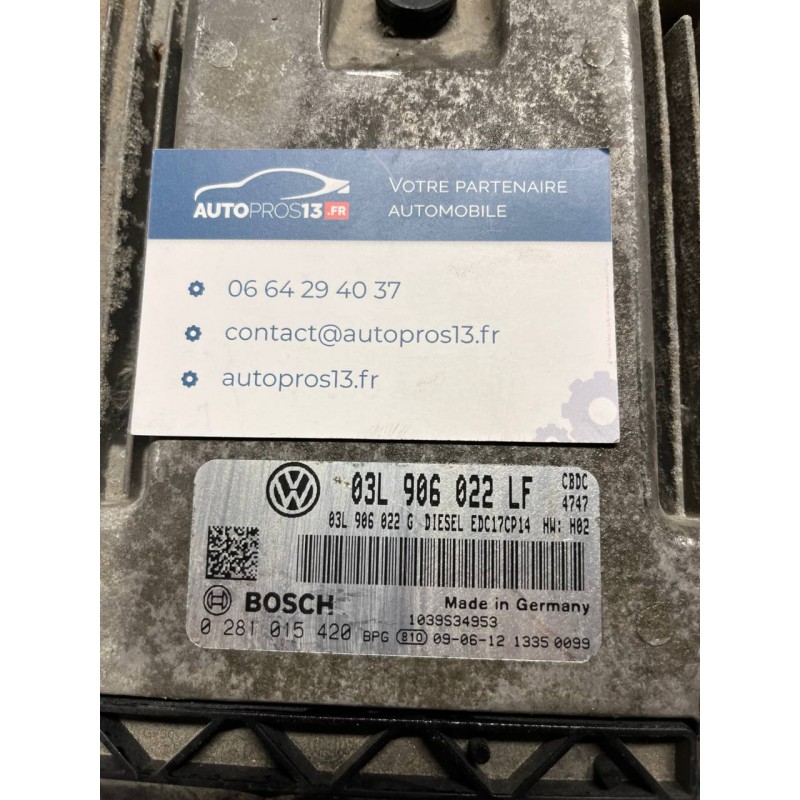 AUTOPROS13.FR
VOTRE PARTENAIRE
AUTOMOBILE
06 64 29 40 37
contact@autopros13.fr
autopros13.fr
03L 906 022 LF
CBDC
4747
03L 906 022 G DIESEL EDC17CP14 HW: H02
BOSCH
Made in Germany
1039S34953
0 281 015 420 BPG 810 09-06-12 1335 0099